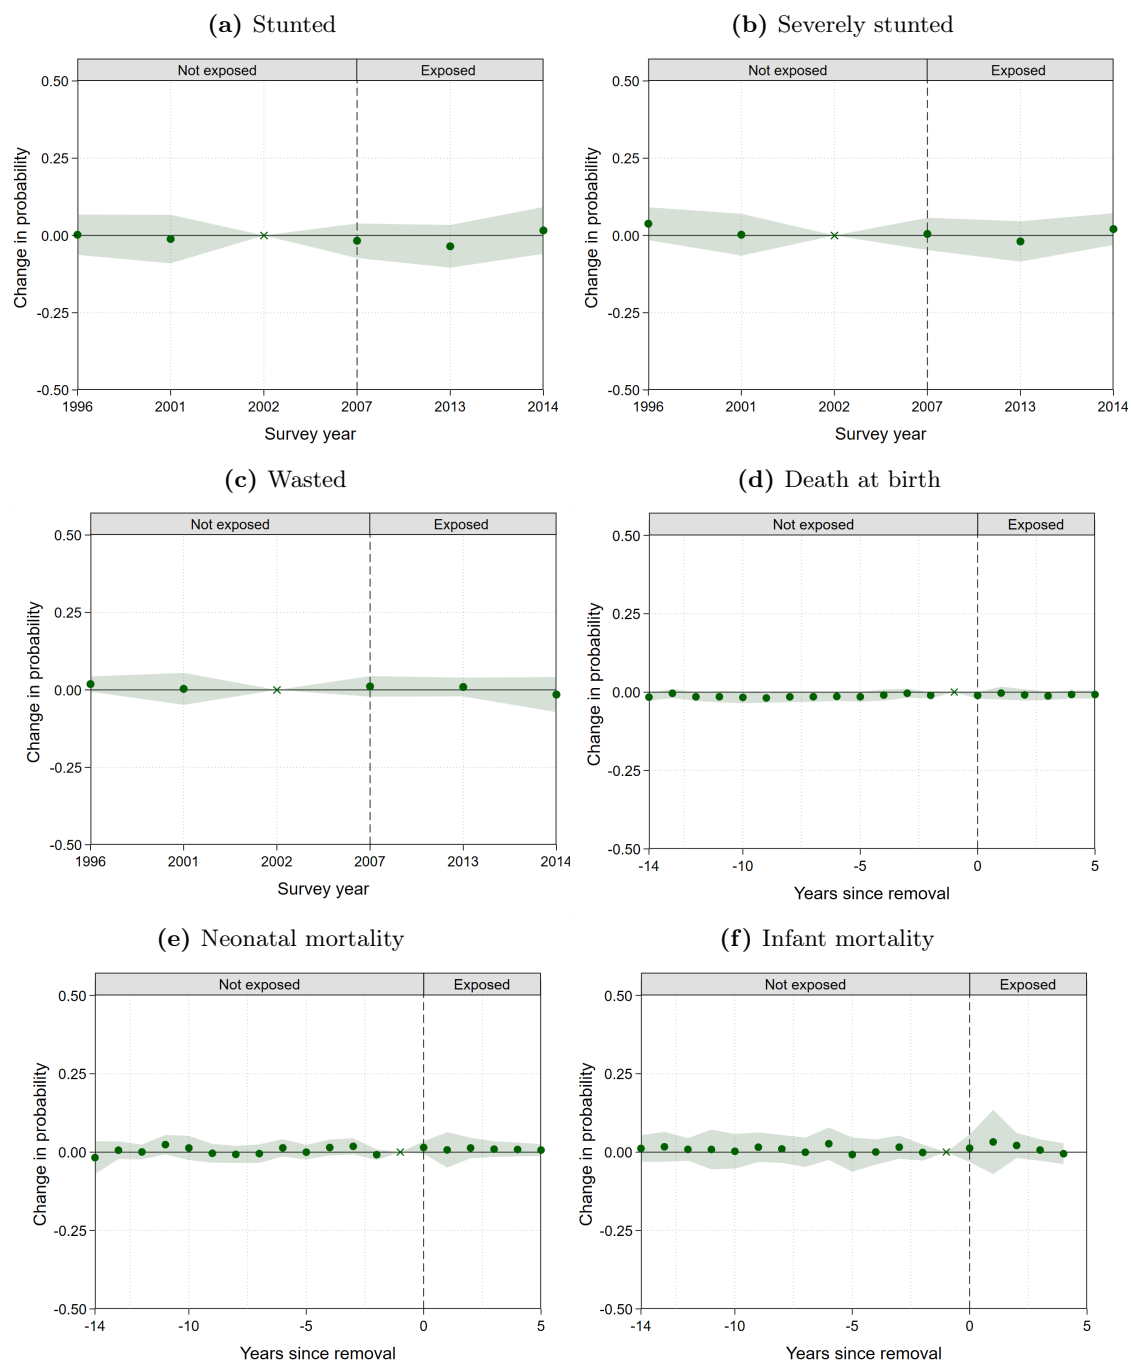 (a) Stunted
Not exposed Exposed
0.50
0.25
0.00
-0.25
-0.50
Change in probability
1996 2001 2002 2007 2013 2014
Survey year
(b) Severely stunted
Not exposed Exposed
0.50
0.25
0.00
-0.25
-0.50
Change in probability
1996 2001 2002 2007 2013 2014
Survey year
(c) Wasted
Not exposed Exposed
0.50
0.25
0.00
-0.25
-0.50
Change in probability
1996 2001 2002 2007 2013 2014
Survey year
(d) Death at birth
Not exposed Exposed
0.50
0.25
0.00
-0.25
-0.50
Change in probability
-14 -10 -5 0 5
Years since removal
(e) Neonatal mortality
Not exposed Exposed
0.50
0.25
0.00
-0.25
-0.50
Change in probability
-14 -10 -5 0 5
Years since removal
(f) Infant mortality
Not exposed Exposed
0.50
0.25
0.00
-0.25
-0.50
Change in probability
-14 -10 -5 0 5
Years since removal